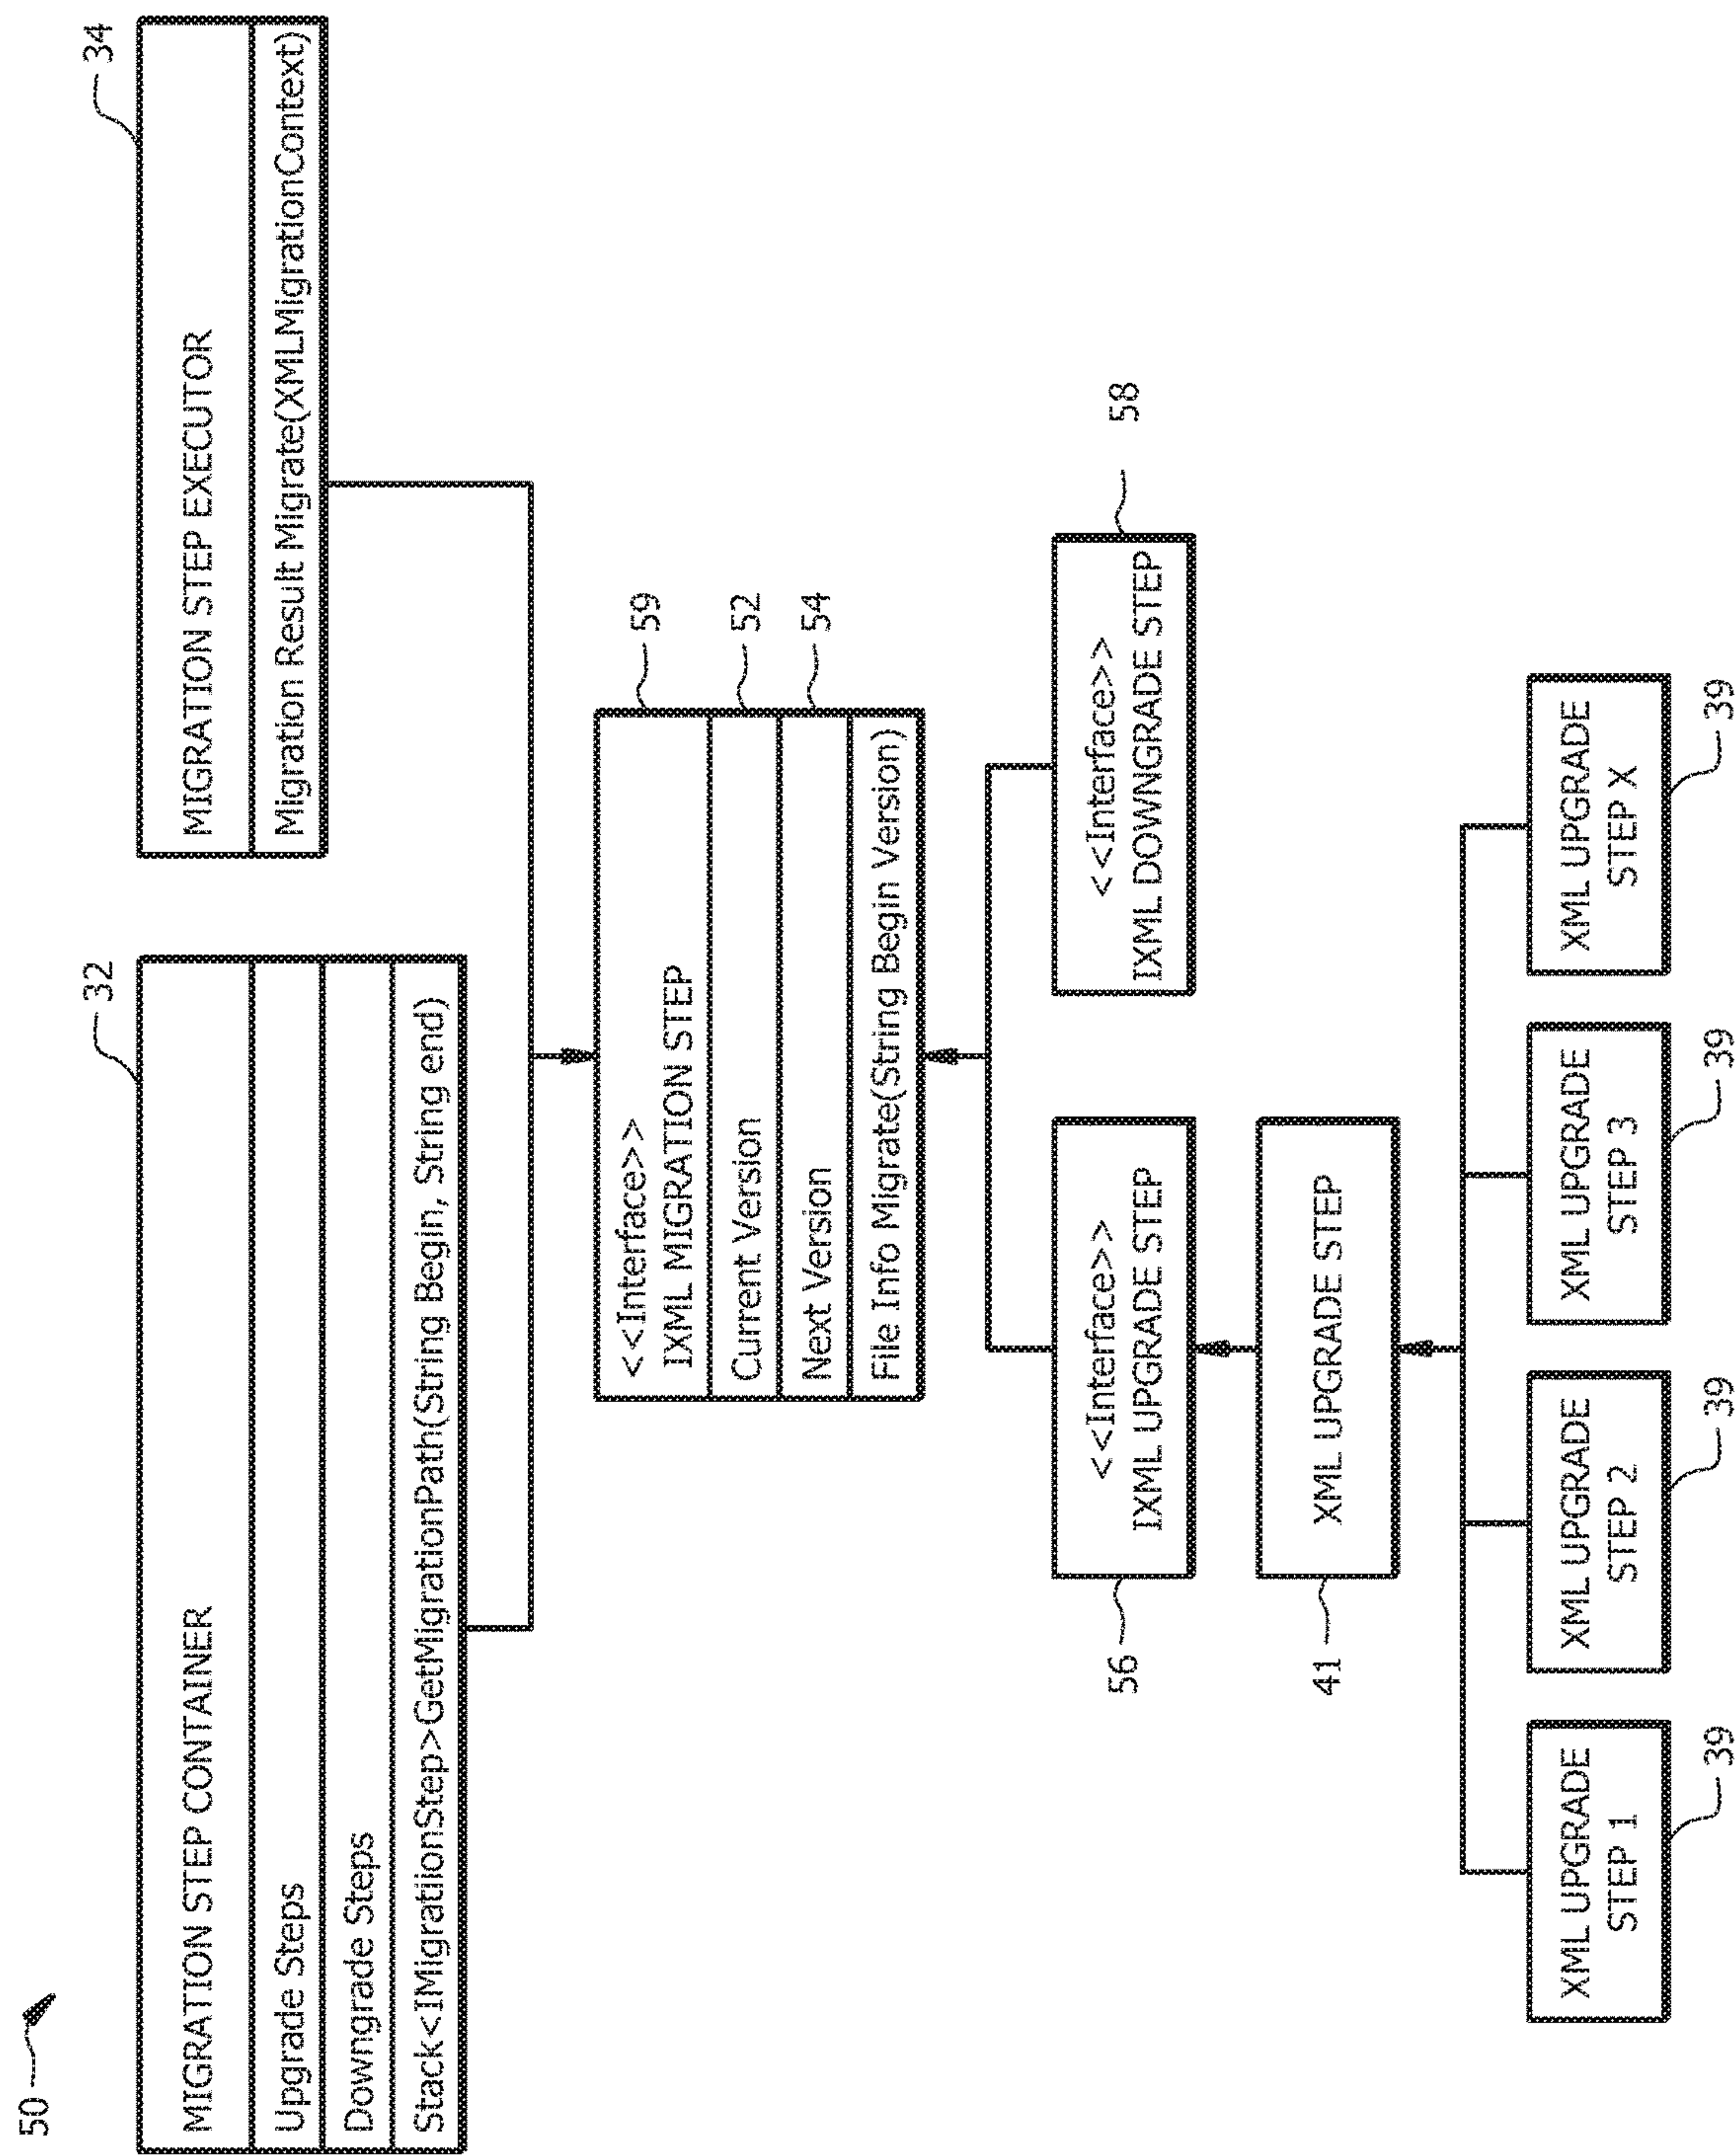 50
32
MIGRATION STEP CONTAINER
Upgrade Steps
Downgrade Steps
Stack<IMigrationStep>GetMigrationPath(String Begin, String end)
34
MIGRATION STEP EXECUTOR
Migration Result Migrate(XMLMigrationContext)
<<Interface>>
IXML MIGRATION STEP
59
Current Version
52
Next Version
54
File Info Migrate(String Begin Version)
<<Interface>>
IXML UPGRADE STEP
56
<<Interface>>
IXML DOWNGRADE STEP
58
XML UPGRADE STEP
41
XML UPGRADE
STEP 1
39
XML UPGRADE
STEP 2
39
XML UPGRADE
STEP 3
39
XML UPGRADE
STEP X
39